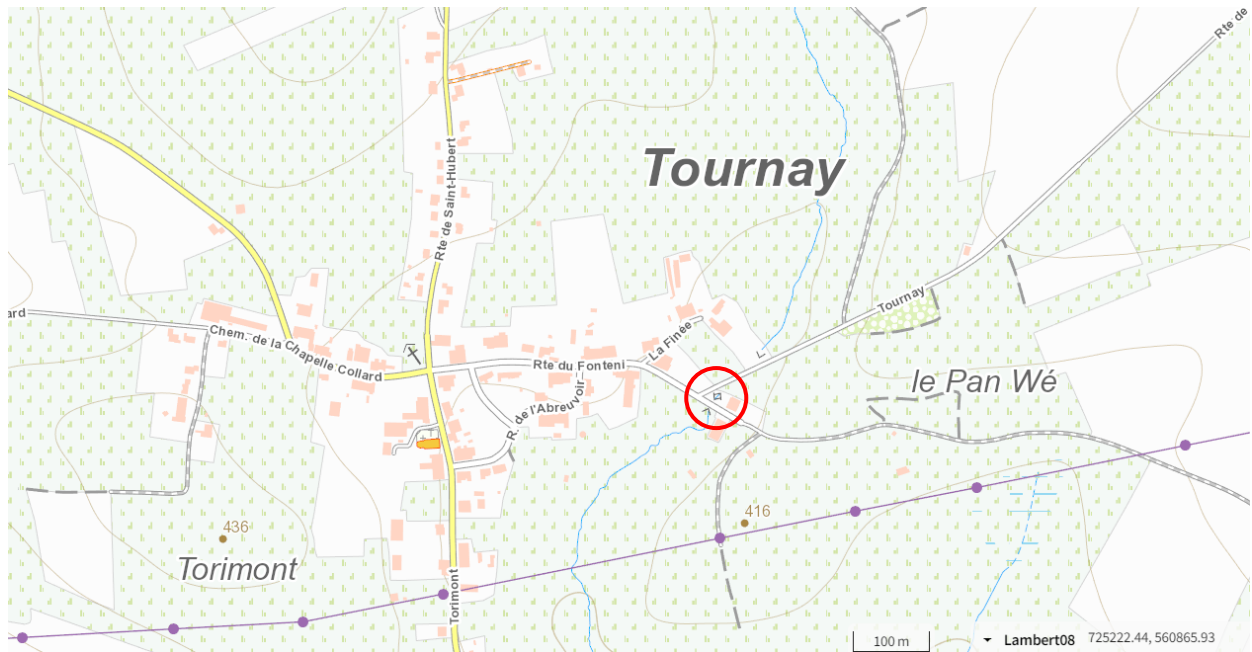 Rte de
Rte de Saint-Hubert
Tournay
Tournay
ard
Chem. de la Chapelle Collard
La Finée
Rte du Fonteni
R. de l'Abreuvoir
le Pan Wé
436
416
Torimont
Torimont
100 m
Lambert08 725222.44, 560865.93